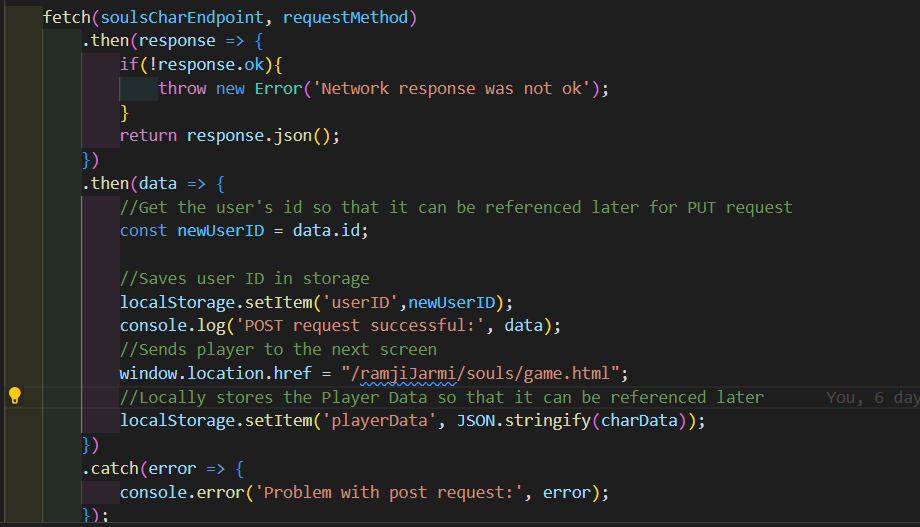 fetch(soulsCharEndpoint, requestMethod)
.then(response => {
if(!response.ok){
throw new Error('Network response was not ok');
}
return response.json();
})
.then(data => {
//Get the user's id so that it can be referenced later for PUT request
const newUserID = data.id;
//Saves user ID in storage
localStorage.setItem('userID',newUserID);
console.log('POST request successful:', data);
//Sends player to the next screen
window.location.href = "/ramjiJarmi/souls/game.html";
//Locally stores the Player Data so that it can be referenced later You, 6 day
localStorage.setItem('playerData', JSON.stringify(charData));
})
.catch(error => {
console.error('Problem with post request:', error);
});